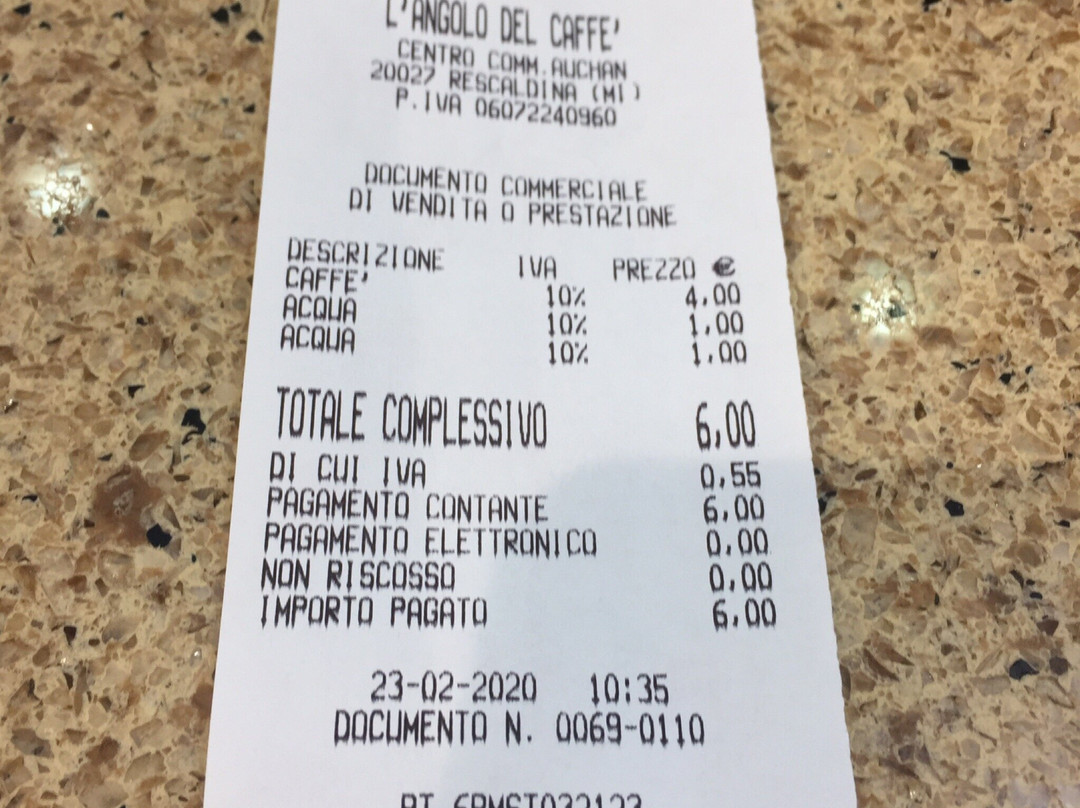 L'ANGOLO DEL CAFFE'
CENTRO COMM.AUCHAN
20027 RESCALDINA (MI)
P.IVA 06072240960
DOCUMENTO COMMERCIALE
DI VENDITA O PRESTAZIONE
DESCRIZIONE IVA PREZZO €
CAFFE' 10% 4,00
ACQUA 10% 1,00
ACQUA 10% 1,00
TOTALE COMPLESSIVO 6,00
DI CUI IVA 0,55
PAGAMENTO CONTANTE 6,00
PAGAMENTO ELETTRONICO 0,00
NON RISCOSSO 0,00
IMPORTO PAGATO 6,00
23-02-2020 10:35
DOCUMENTO N. 0069-0110